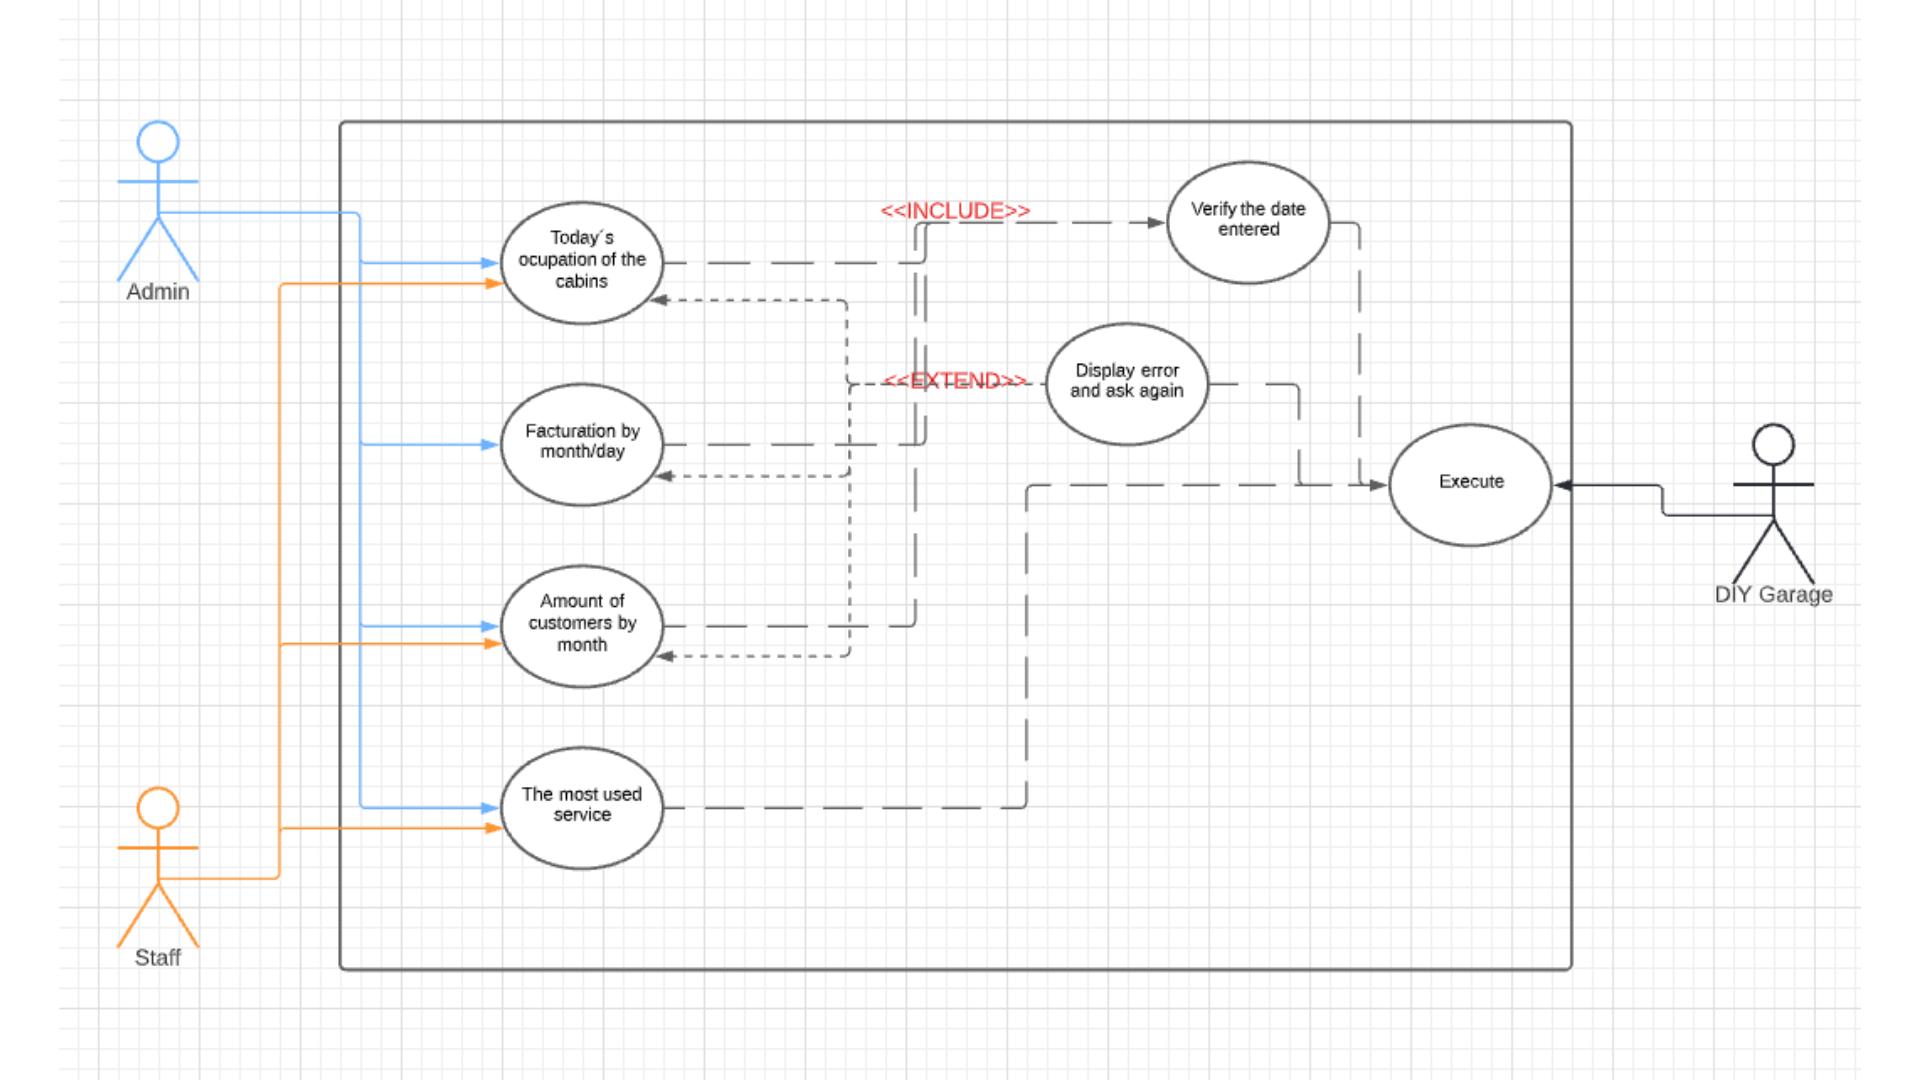 Admin
Staff
Today´s
ocupation of the
cabins
Facturation by
month/day
Amount of
customers by
month
The most used
service
<<INCLUDE>>
<<EXTEND>>
Verify the date
entered
Display error
and ask again
Execute
DIY Garage